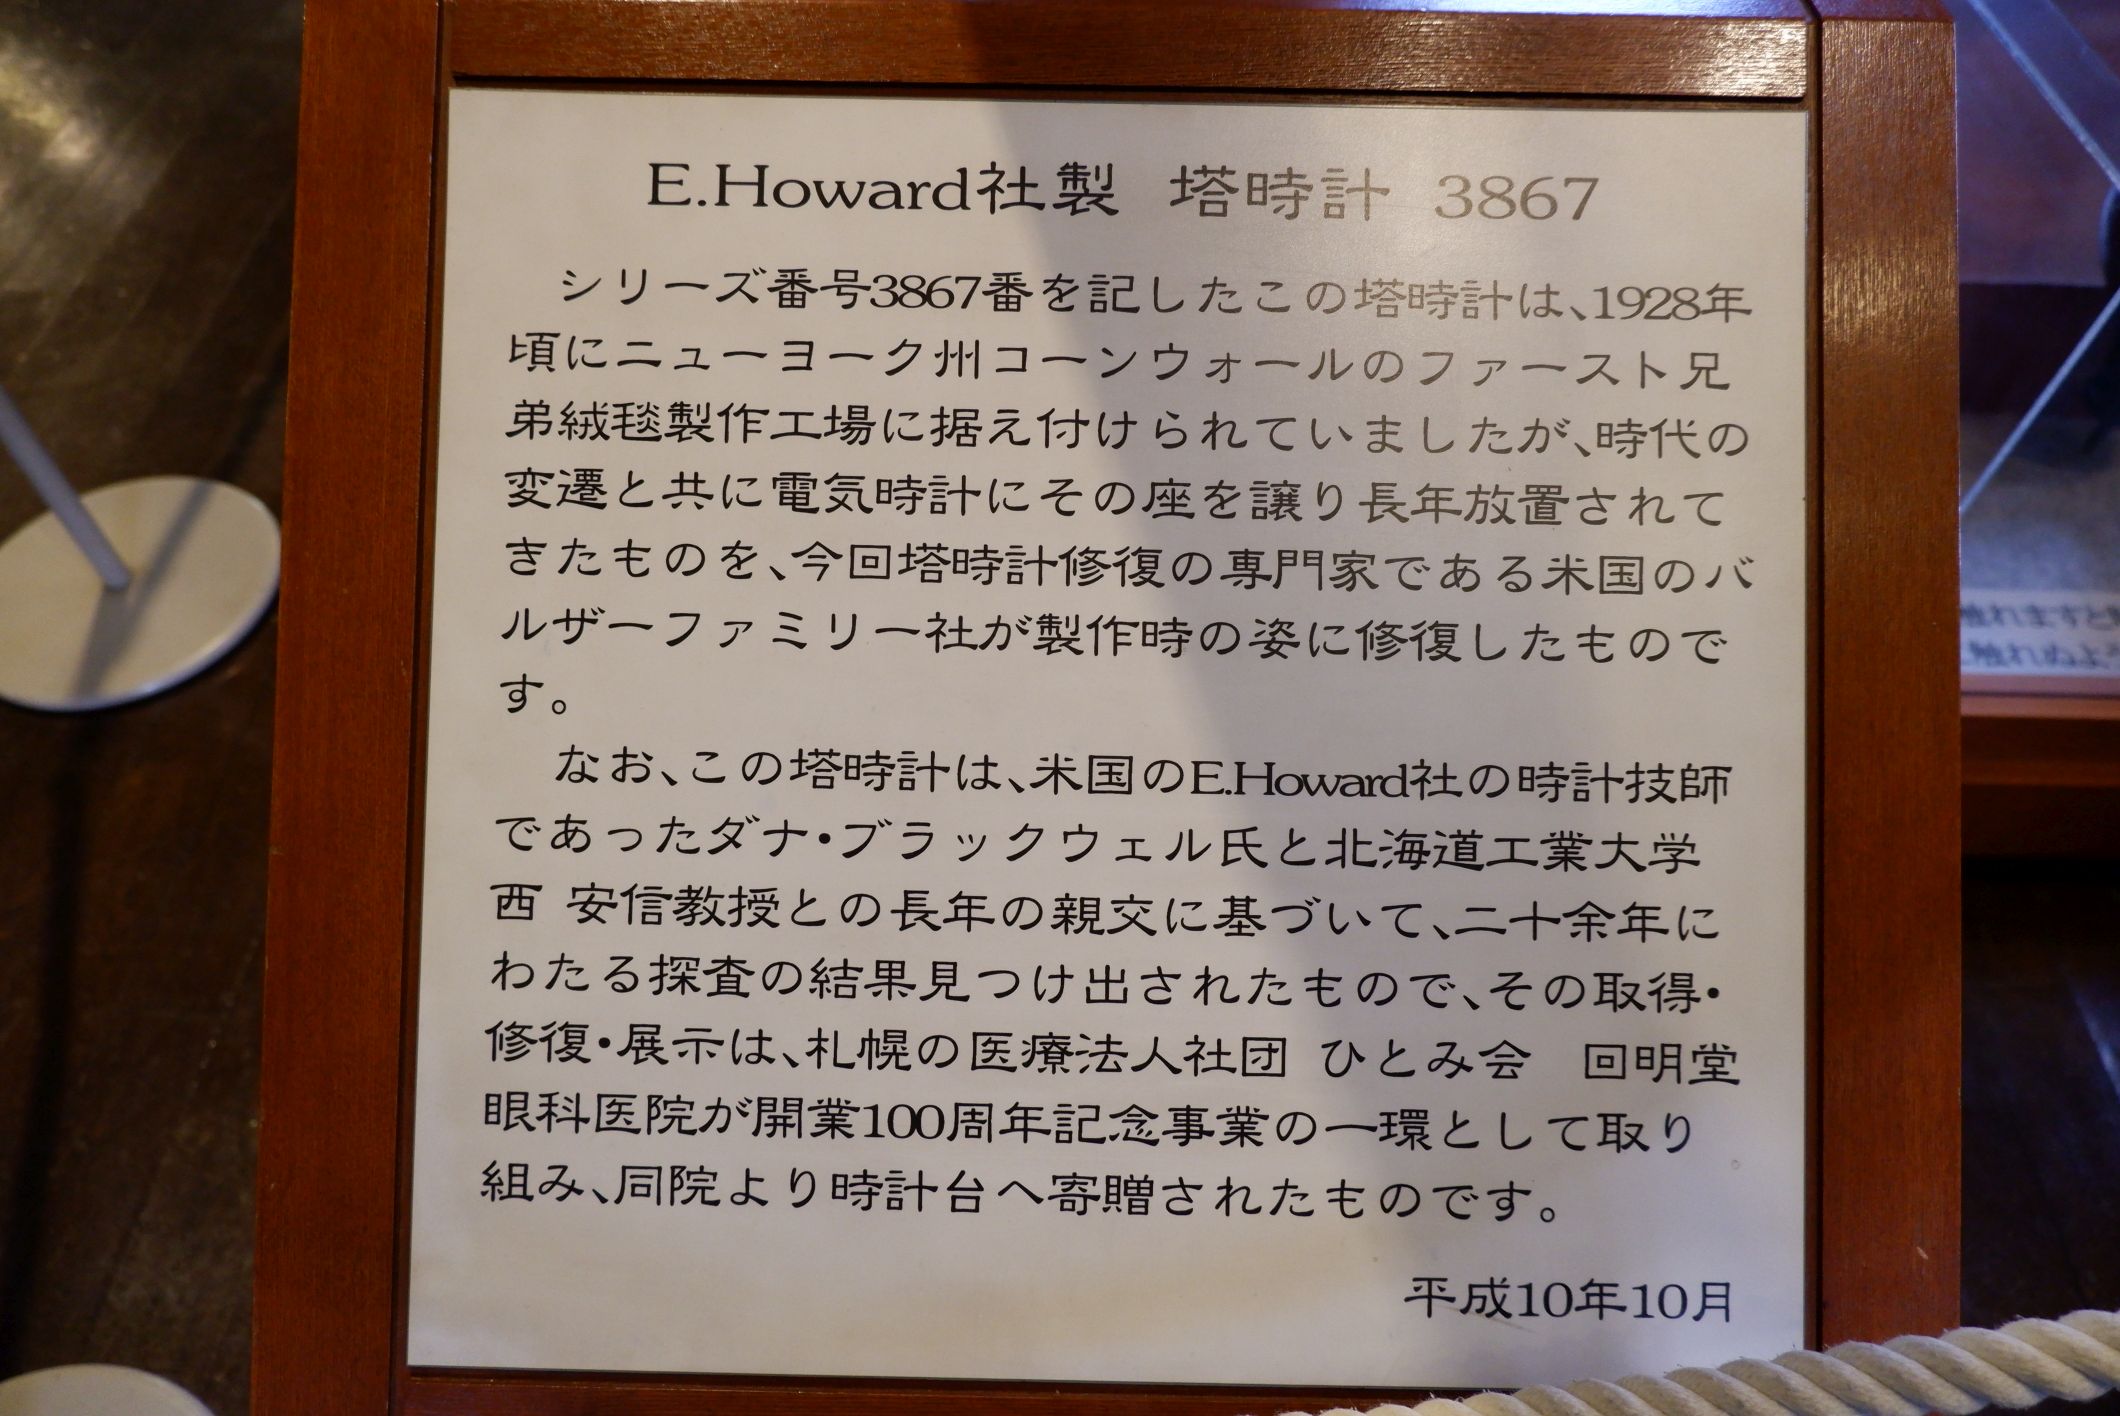 E.Howard社製 塔時計 3867
シリーズ番号3867番を記したこの塔時計は、1928年
頃にニューヨーク州コーンウォールのファースト兄
弟絨毯製作工場に据え付けられていましたが、時代の
変遷と共に電気時計にその座を譲り長年放置されて
きたものを、今回塔時計修復の専門家である米国のバ
ルザーファミリー社が製作時の姿に修復したもので
す。
なお、この塔時計は、米国のE.Howard社の時計技師
であったダナ・ブラックウェル氏と北海道工業大学
西 安信教授との長年の親交に基づいて、二十余年に
わたる探査の結果見つけ出されたもので、その取得・
修復・展示は、札幌の医療法人社団 ひとみ会 回明堂
眼科医院が開業100周年記念事業の一環として取り
組み、同院より時計台へ寄贈されたものです。
平成10年10月
触れますと
触れぬよう